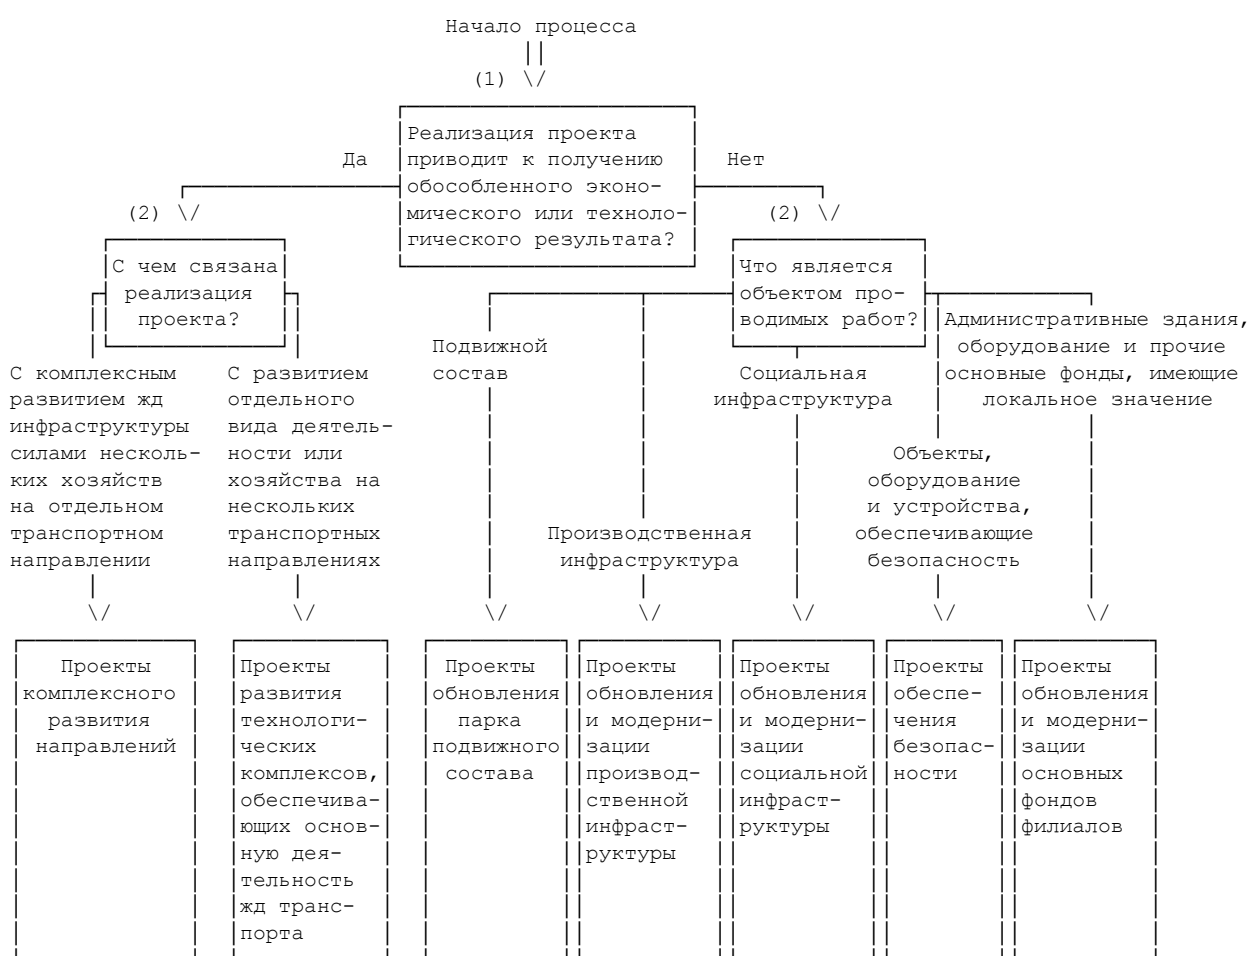 Начало процесса
(1)
Реализация проекта
Да приводит к получению Нет
обособленного эконо-
(2) мического или техноло- (2)
гического результата?
С чем связана
реализация
проекта?
Что является
объектом про-
водимых работ?
С комплексным
развитием жд
инфраструктуры
силами несколь-
ких хозяйств
на отдельном
транспортном
направлении
С развитием
отдельного
вида деятель-
ности или
хозяйства на
нескольких
транспортных
направлениях
Подвижной
состав
Производственная
инфраструктура
Социальная
инфраструктура
Объекты,
оборудование
и устройства,
обеспечивающие
безопасность
Административные здания,
оборудование и прочие
основные фонды, имеющие
локальное значение
Проекты
комплексного
развития
направлений
Проекты
развития
технологи-
ческих
комплексов,
обеспечива-
ющих основ-
ную дея-
тельность
жд транс-
порта
Проекты
обновления
парка
подвижного
состава
Проекты
обновления
и модерни-
зации
производ-
ственной
инфраст-
руктуры
Проекты
обновления
и модерни-
зации
социальной
инфраст-
руктуры
Проекты
обеспе-
чения
безопас-
ности
Проекты
обновления
и модерни-
зации
основных
фондов
филиалов